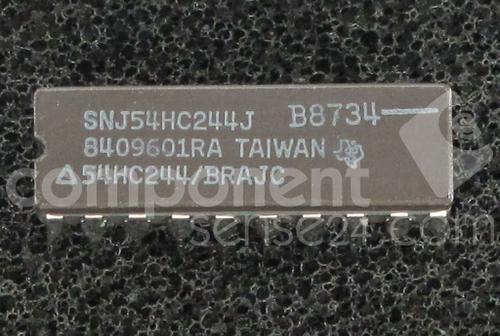 SNJ54HC244J B8734
8409601RA TAIWAN
△54HC244/BRAJC
component
sense24.com